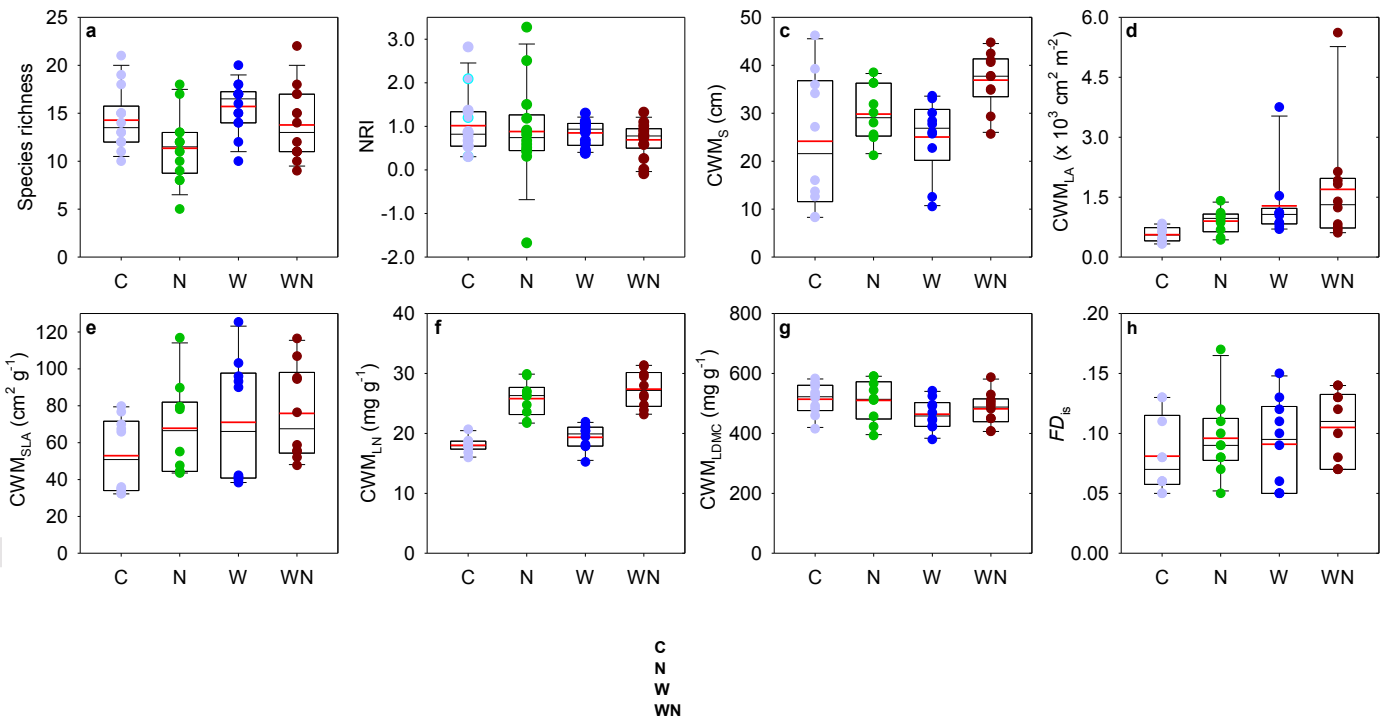 a
Species richness
25
20
15
10
5
0
C N W WN
NRI
3.0
2.0
1.0
0.0
-1.0
-2.0
C N W WN
c
CWMS (cm)
50
40
30
20
10
0
C N W WN
d
CWMLA (x 10³ cm² m⁻²)
6.0
4.5
3.0
1.5
0.0
C N W WN
e
CWMSLA (cm² g⁻¹)
120
100
80
60
40
20
0
C N W WN
f
CWMLN (mg g⁻¹)
40
30
20
10
0
C N W WN
g
CWMLDMC (mg g⁻¹)
800
600
400
200
0
C N W WN
h
FDis
.20
.15
.10
.05
0.00
C N W WN
C
N
W
WN